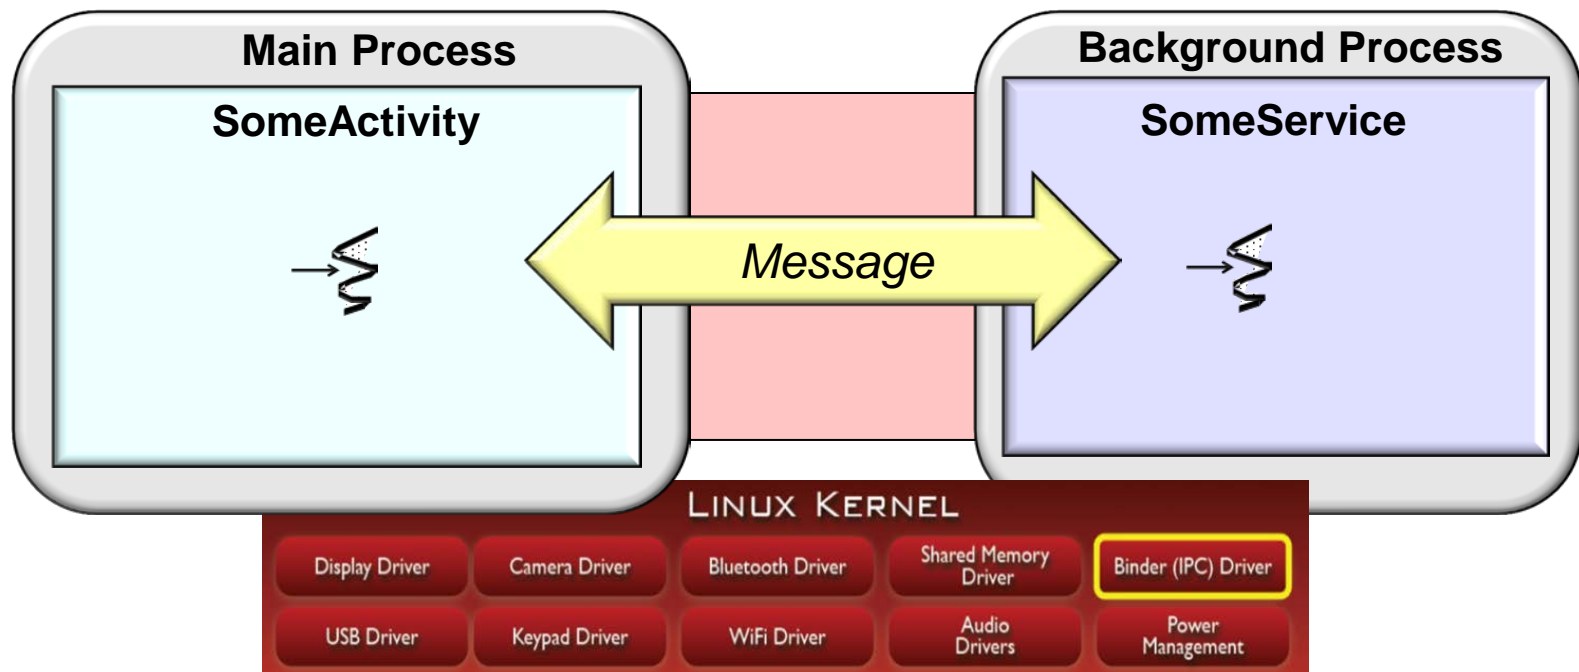 Main Process
Background Process
SomeActivity
SomeService
Message
LINUX KERNEL
Display Driver
Camera Driver
Bluetooth Driver
Shared Memory
Driver
Binder (IPC) Driver
USB Driver
Keypad Driver
WiFi Driver
Audio
Drivers
Power
Management